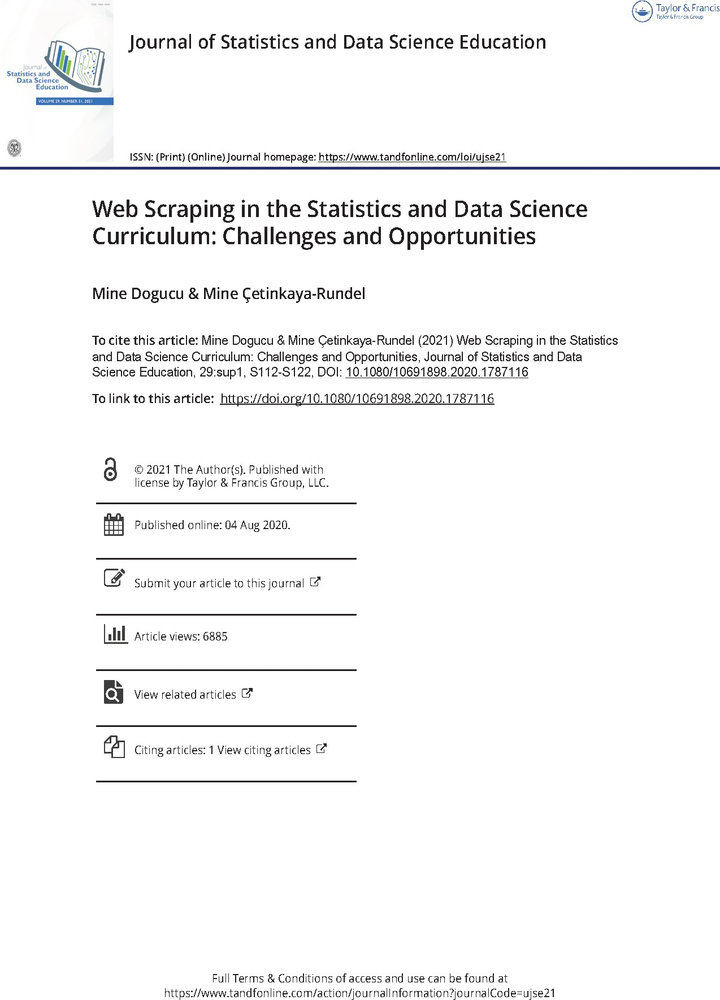 ISSN: 1069-1898
Taylor & Francis
Taylor & Francis Group
Journal of Statistics and Data Science Education
Journal of
Statistics and
Data Science
Education
VOLUME 29, NUMBER S1, 2021
ISSN: (Print) (Online) Journal homepage: https://www.tandfonline.com/loi/ujse21
Web Scraping in the Statistics and Data Science
Curriculum: Challenges and Opportunities
Mine Dogucu & Mine Çetinkaya-Rundel
To cite this article: Mine Dogucu & Mine Çetinkaya-Rundel (2021) Web Scraping in the Statistics
and Data Science Curriculum: Challenges and Opportunities, Journal of Statistics and Data
Science Education, 29:sup1, S112-S122, DOI: 10.1080/10691898.2020.1787116
To link to this article: https://doi.org/10.1080/10691898.2020.1787116
© 2021 The Author(s). Published with
license by Taylor & Francis Group, LLC.
Published online: 04 Aug 2020.
Submit your article to this journal
Article views: 6885
View related articles
Citing articles: 1 View citing articles
Full Terms & Conditions of access and use can be found at
https://www.tandfonline.com/action/journalInformation?journalCode=ujse21